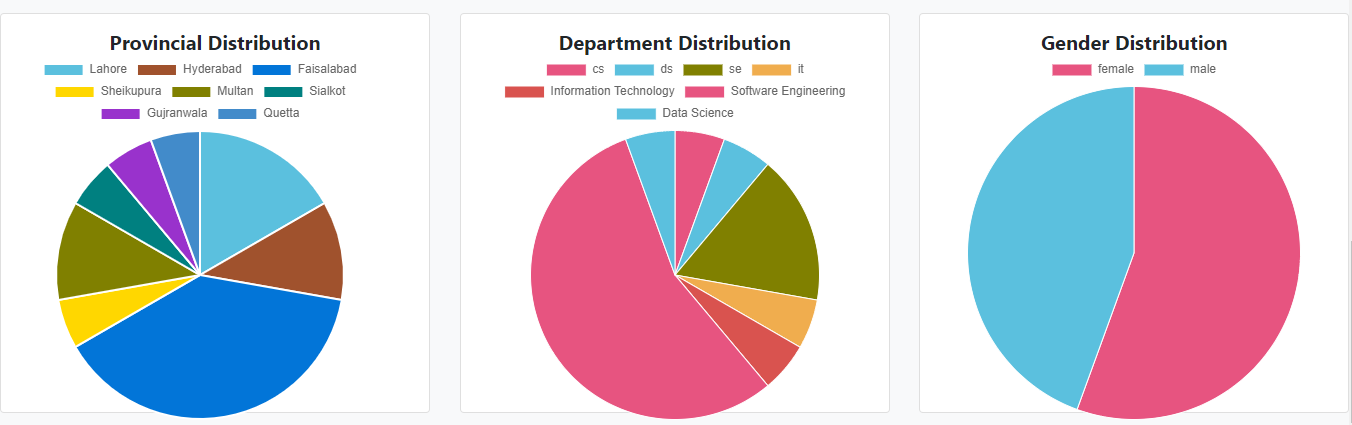 Provincial Distribution
Lahore Hyderabad Faisalabad
Sheikupura Multan Sialkot
Gujranwala Quetta
Department Distribution
cs ds se it
Information Technology Software Engineering
Data Science
Gender Distribution
female male